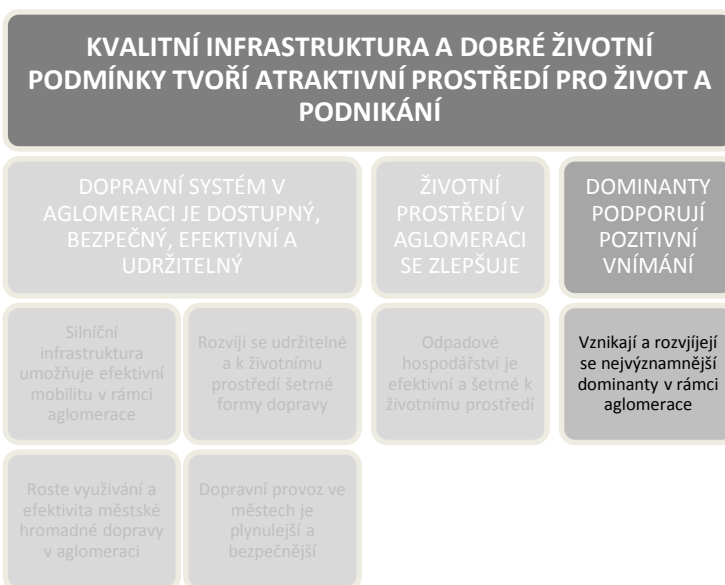 KVALITNÍ INFRASTRUKTURA A DOBRÉ ŽIVOTNÍ
PODMÍNKY TVOŘÍ ATRAKTIVNÍ PROSTŘEDÍ PRO ŽIVOT A
PODNIKÁNÍ
DOPRAVNÍ SYSTÉM V
AGLOMERACI JE DOSTUPNÝ,
BEZPEČNÝ, EFEKTIVNÍ A
UDRŽITELNÝ
ŽIVOTNÍ
PROSTŘEDÍ V
AGLOMERACI
SE ZLEPŠUJE
DOMINANTY
PODPORUJÍ
POZITIVNÍ
VNÍMÁNÍ
Silniční
infrastruktura
umožňuje efektivní
mobilitu v rámci
aglomerace
Rozvíjí se udržitelné
a k životnímu
prostředí šetrné
formy dopravy
Odpadové
hospodářství je
efektivní a šetrné k
životnímu prostředí
Vznikají a rozvjíjejí
se nejvýznamnější
dominanty v rámci
aglomerace
Roste využivání a
efektivita městské
hromadné dopravy
v aglomeraci
Dopravní provoz ve
městech je
plynulejší a
bezpečnější